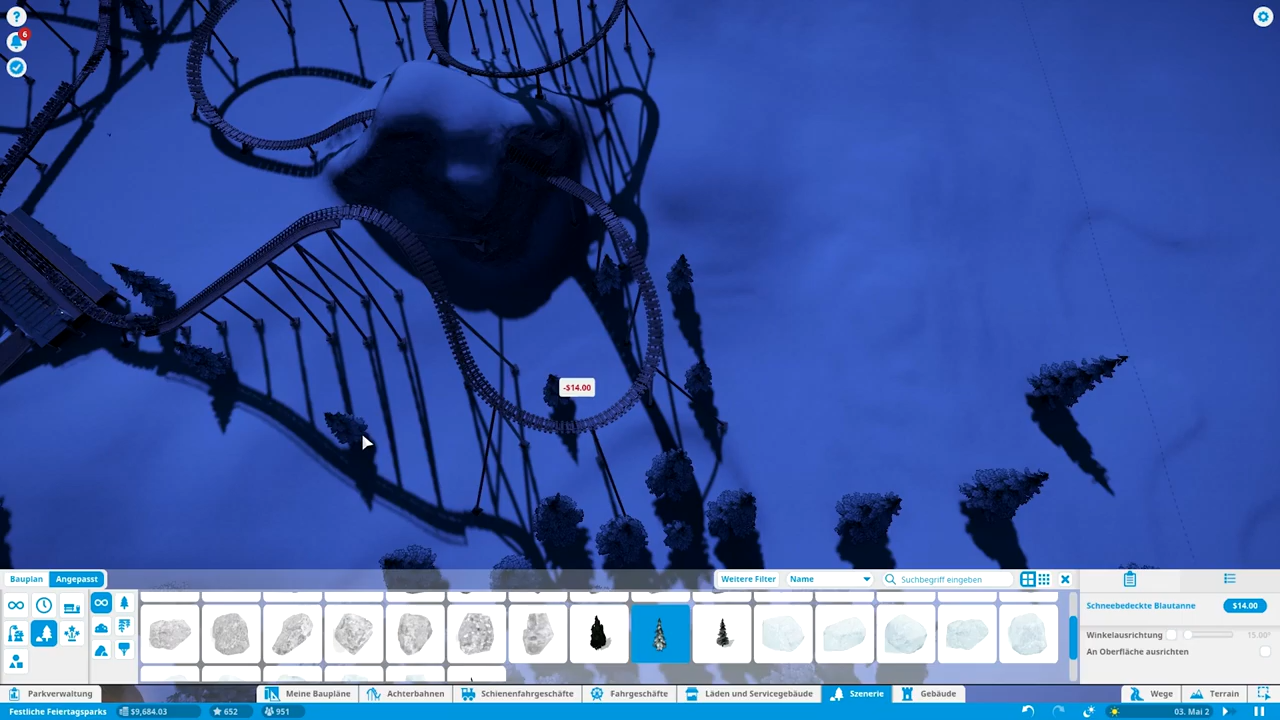 ?
6
-$14.00
Bauplan
Angepasst
Weitere Filter
Name
Suchbegriff eingeben
Schneebedeckte Blautanne
$14.00
Winkelausrichtung
15.00°
An Oberfläche ausrichten
Parkverwaltung
Meine Baupläne
Achterbahnen
Schienenfahrgeschäfte
Fahrgeschäfte
Läden und Servicegebäude
Szenerie
Gebäude
Wege
Terrain
Festliche Feiertagsparks
$9,684.03
652
951
03. Mai 2